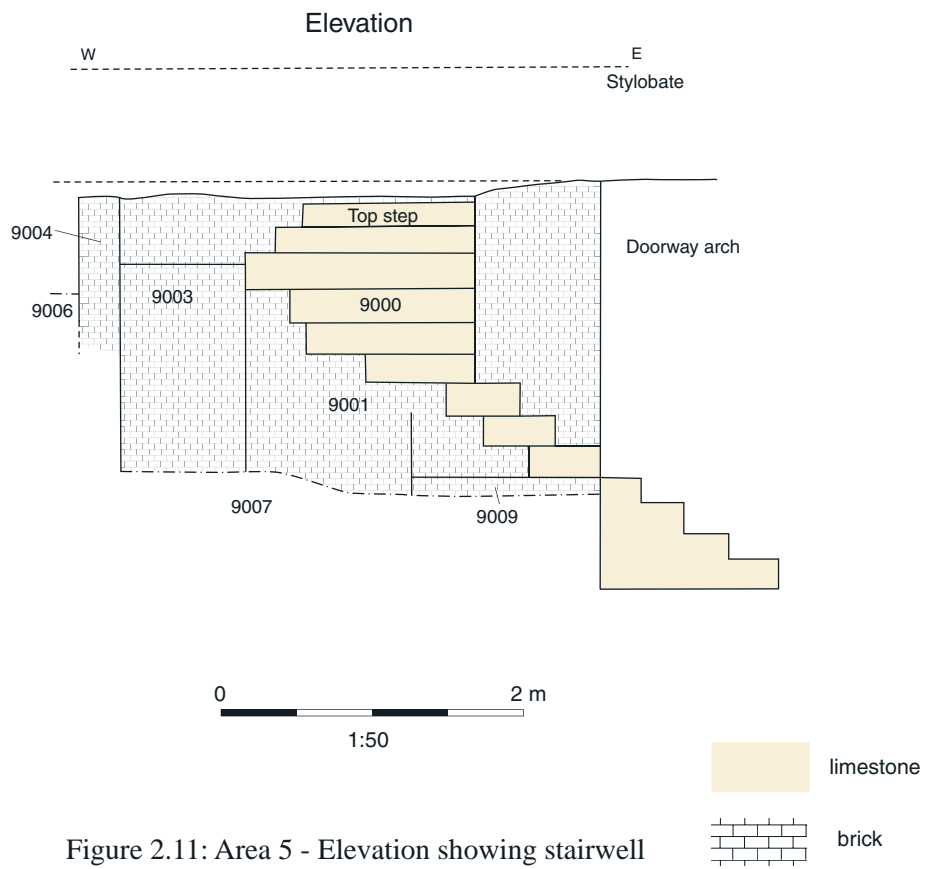 Elevation
W
E
Stylobate
Top step
9004
Doorway arch
9003
9000
9006
9001
9007
9009
0
2 m
1:50
limestone
brick
Figure 2.11: Area 5 - Elevation showing stairwell